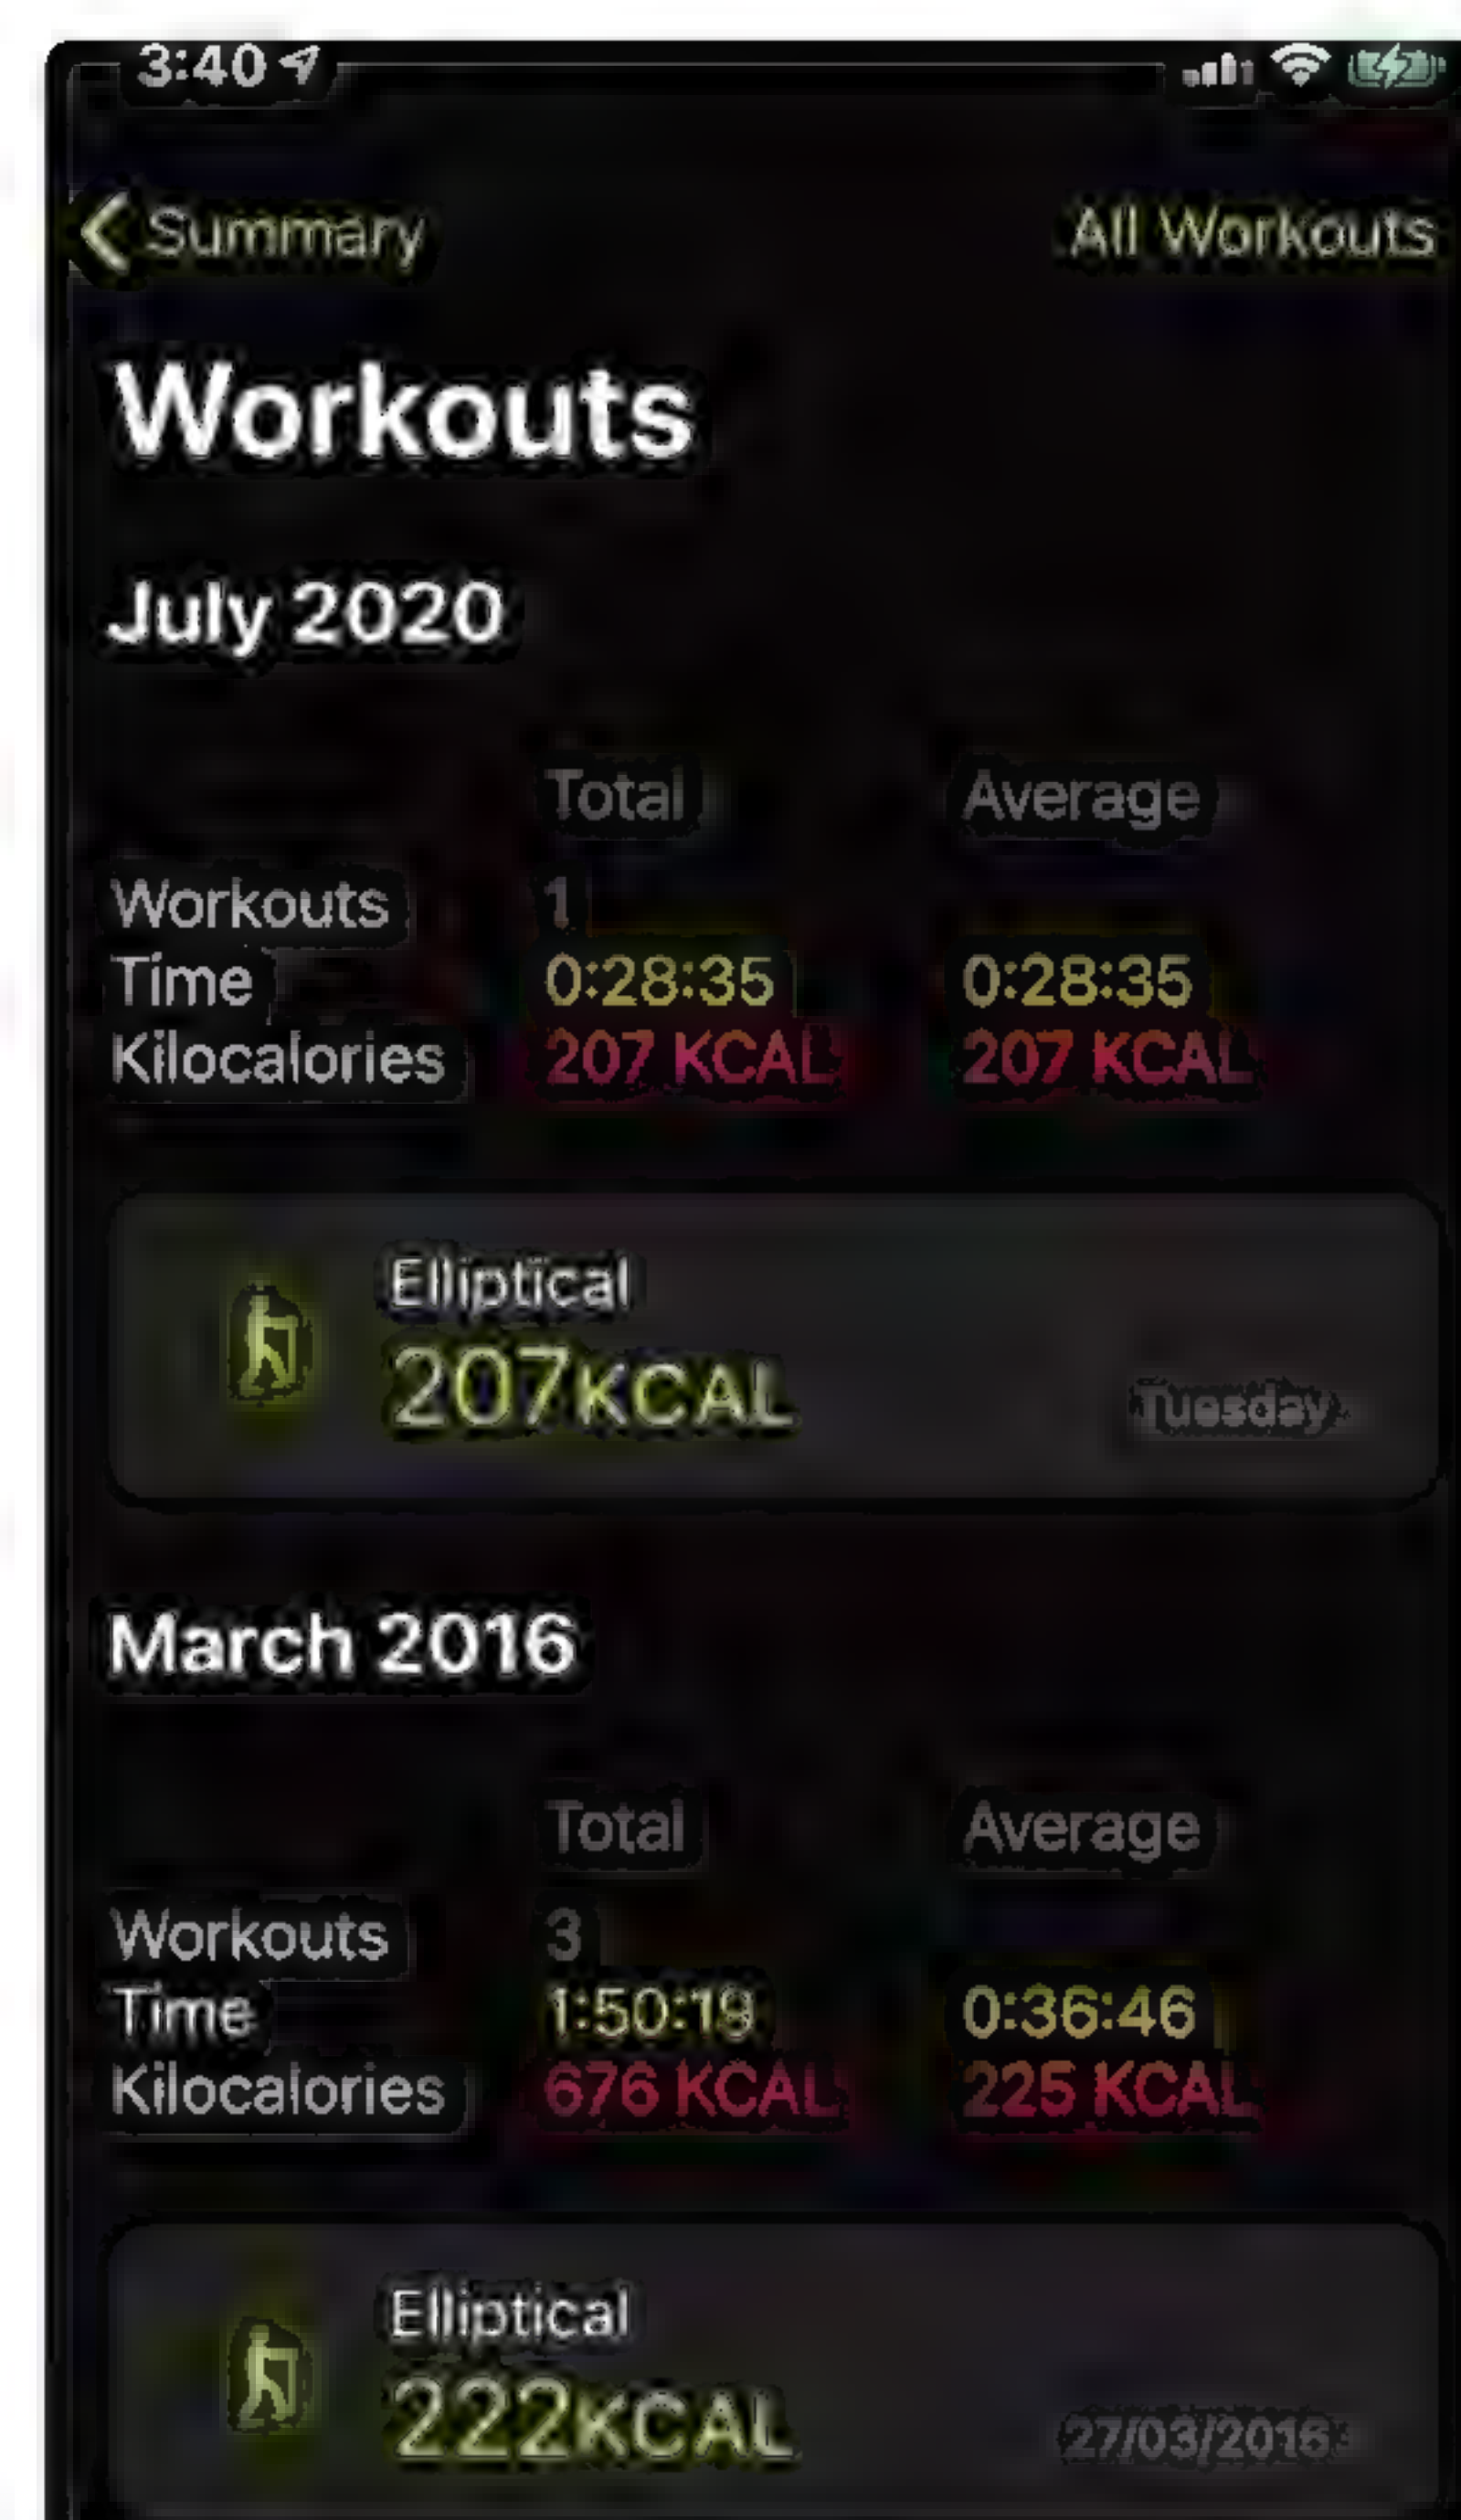 3:40
Summary All Workouts
Workouts
July 2020
Total Average
Workouts 1
Time 0:28:35 0:28:35
Kilocalories 207 KCAL 207 KCAL
Elliptical
207KCAL
Tuesday
March 2016
Total Average
Workouts 3
Time 1:50:19 0:36:46
Kilocalories 676 KCAL 225 KCAL
Elliptical
222KCAL
27/03/2016